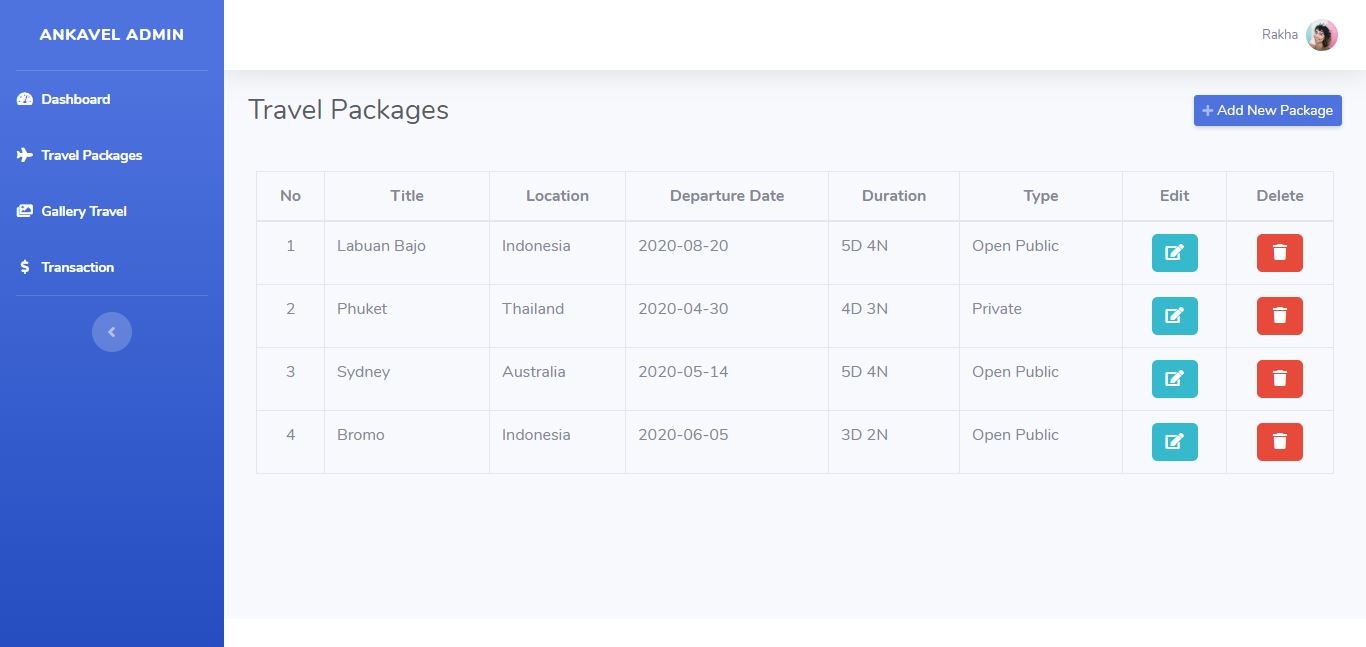 ANKAVEL ADMIN
Rakha
Dashboard
Travel Packages
Gallery Travel
Transaction
Travel Packages
+ Add New Package
No Title Location Departure Date Duration Type Edit Delete
1 Labuan Bajo Indonesia 2020-08-20 5D 4N Open Public
2 Phuket Thailand 2020-04-30 4D 3N Private
3 Sydney Australia 2020-05-14 5D 4N Open Public
4 Bromo Indonesia 2020-06-05 3D 2N Open Public